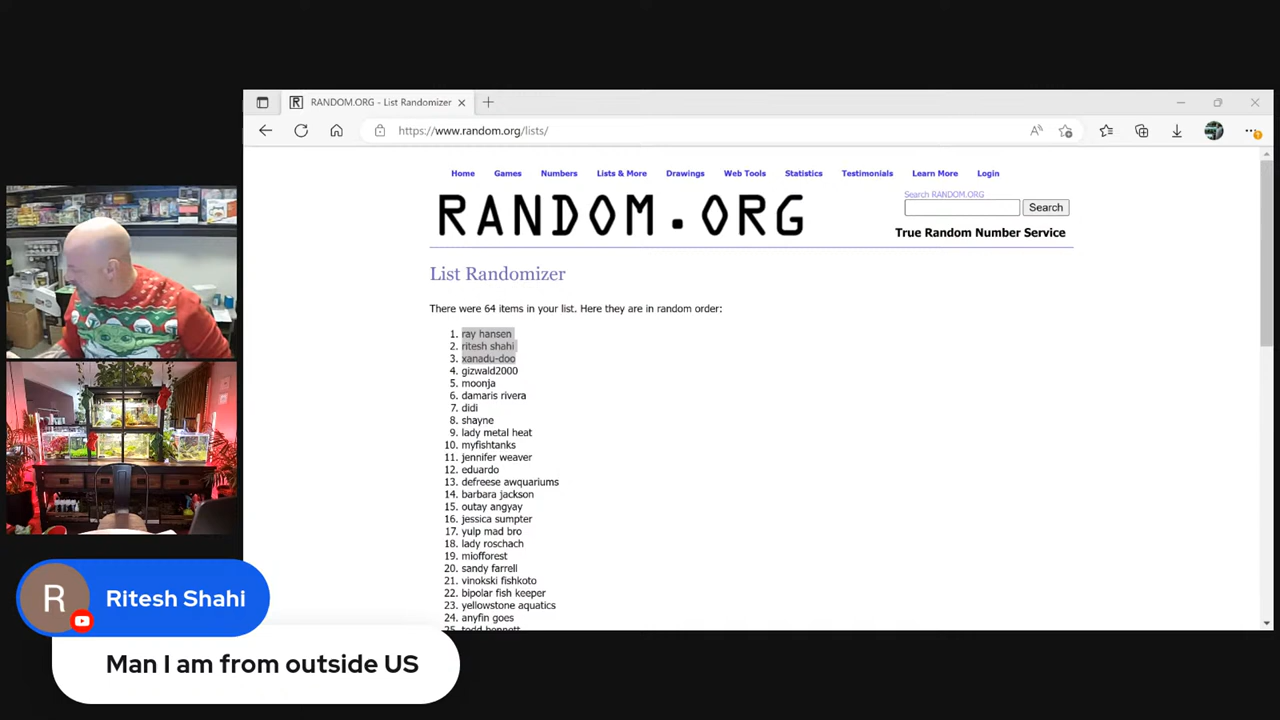 RANDOM.ORG - List Randomizer
https://www.random.org/lists/
Home Games Numbers Lists & More Drawings Web Tools Statistics Testimonials Learn More Login
RANDOM.ORG
Search RANDOM.ORG
Search
True Random Number Service
List Randomizer
There were 64 items in your list. Here they are in random order:
1. ray hansen
2. ritesh shahi
3. xanadu-doo
4. gizwald2000
5. moonja
6. damaris rivera
7. didi
8. shayne
9. lady metal heat
10. myfishtanks
11. jennifer weaver
12. eduardo
13. defreese awquariums
14. barbara jackson
15. outay angyay
16. jessica sumpter
17. yulp mad bro
18. lady roschach
19. miofforest
20. sandy farrell
21. vinokski fishkoto
22. bipolar fish keeper
23. yellowstone aquatics
24. anyfin goes
25. todd bennett
R
Ritesh Shahi
Man I am from outside US